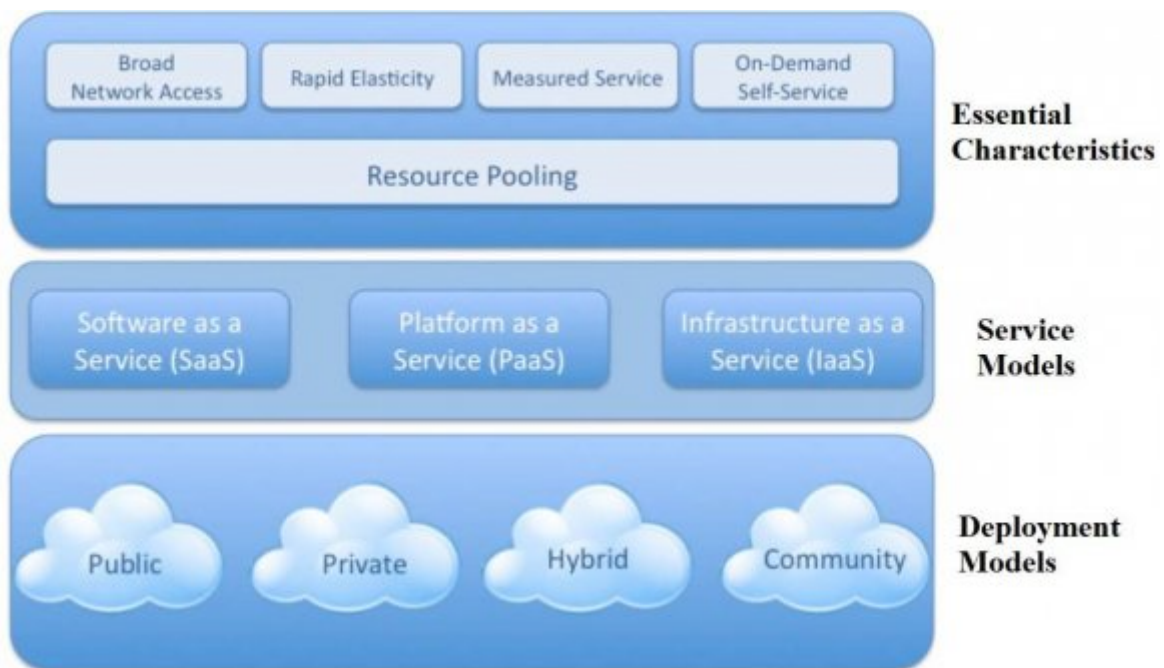 Broad
Network Access
Rapid Elasticity
Measured Service
On-Demand
Self-Service
Resource Pooling
Essential
Characteristics
Software as a
Service (SaaS)
Platform as a
Service (PaaS)
Infrastructure as a
Service (IaaS)
Service
Models
Public
Private
Hybrid
Community
Deployment
Models